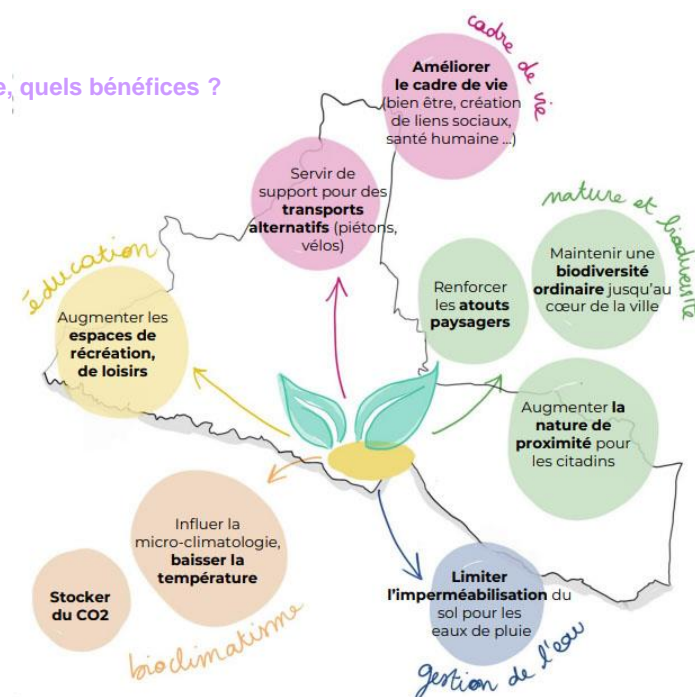 e, quels bénéfices ?
cadre de vie
Améliorer
le cadre de vie
(bien être, création
de liens sociaux,
santé humaine ...)
Servir de
support pour des
transports
alternatifs (piétons,
vélos)
nature et biodiversité
Maintenir une
biodiversité
ordinaire jusqu'au
cœur de la ville
Renforcer
les atouts
paysagers
Augmenter la
nature de
proximité pour
les citadins
éducation
Augmenter les
espaces de
récréation,
de loisirs
Influer la
micro-climatologie,
baisser la
température
Stocker
du CO2
bioclimatisme
Limiter
l'imperméabilisation du
sol pour les
eaux de pluie
gestion de l'eau